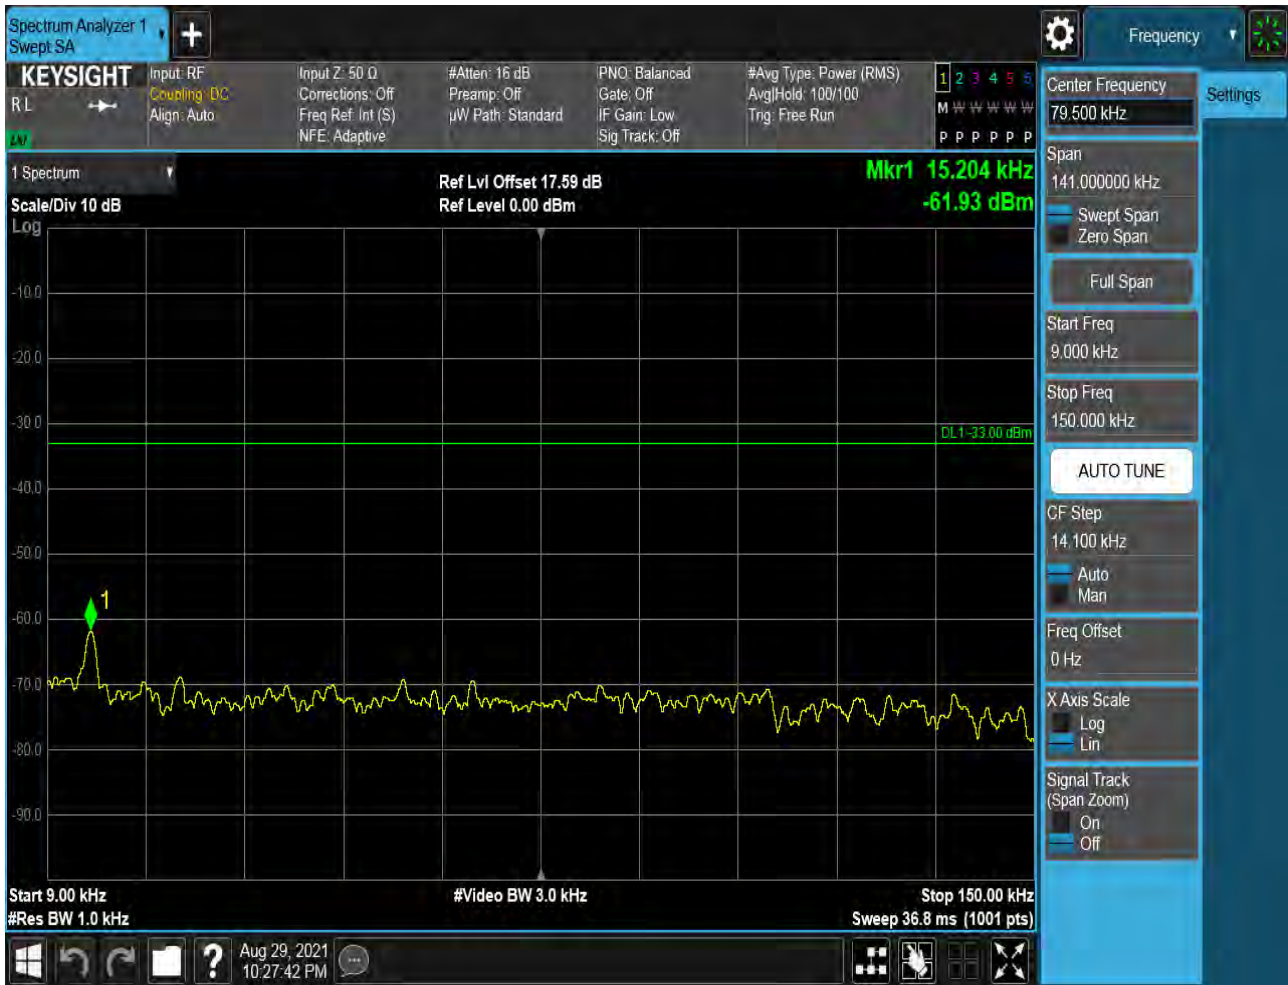 Spectrum Analyzer 1
Swept SA
Frequency
KEYSIGHT
RL
Input: RF
Coupling: DC
Align: Auto
Input Z: 50 Ω
Corrections: Off
Freq Ref: Int (S)
NFE: Adaptive
#Atten: 16 dB
Preamp: Off
µW Path: Standard
PNO: Balanced
Gate: Off
IF Gain: Low
Sig Track: Off
#Avg Type: Power (RMS)
Avg|Hold: 100/100
Trig: Free Run
1 2 3 4 5 6
M W W W W W
P P P P P P
1 Spectrum
Scale/Div 10 dB
Log
Ref Lvl Offset 17.59 dB
Ref Level 0.00 dBm
Mkr1 15.204 kHz
-61.93 dBm
-10.0
-20.0
-30.0
DL1 -33.00 dBm
-40.0
-50.0
1
-60.0
-70.0
-80.0
-90.0
Start 9.00 kHz
#Video BW 3.0 kHz
Stop 150.00 kHz
#Res BW 1.0 kHz
Sweep 36.8 ms (1001 pts)
Aug 29, 2021
10:27:42 PM
Center Frequency
79.500 kHz
Settings
Span
141.000000 kHz
Swept Span
Zero Span
Full Span
Start Freq
9.000 kHz
Stop Freq
150.000 kHz
AUTO TUNE
CF Step
14.100 kHz
Auto
Man
Freq Offset
0 Hz
X Axis Scale
Log
Lin
Signal Track
(Span Zoom)
On
Off